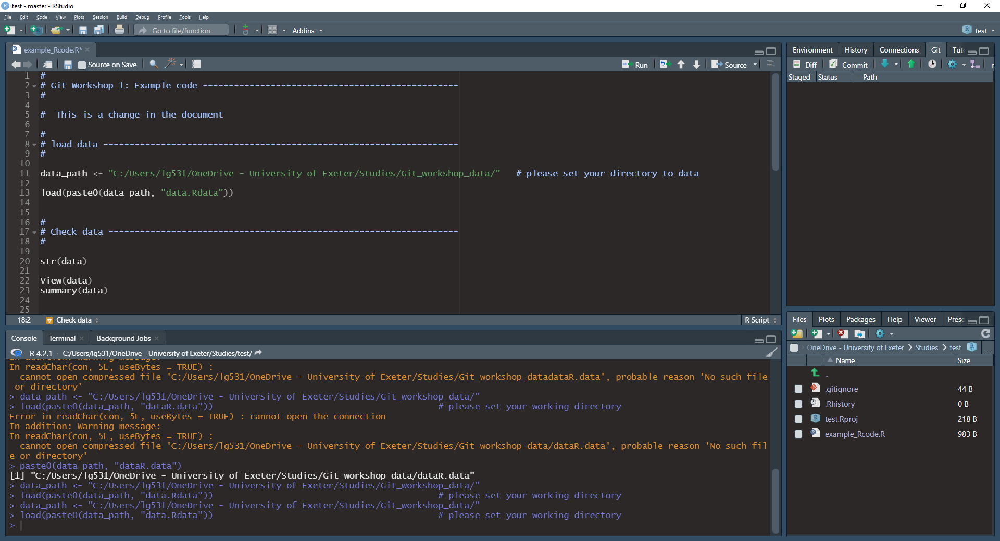 test - master - RStudio
File Edit Code View Plots Session Build Debug Profile Tools Help
Go to file/function Addins test
example_Rcode.R*
Source on Save Run Source
1 #
2 # Git Workshop 1: Example code -------------------------------------------------
3 #
4
5 #  This is a change in the document
6
7 #
8 # load data --------------------------------------------------------------------
9 #
10
11 data_path <- "C:/Users/lg531/OneDrive - University of Exeter/Studies/Git_workshop_data/"   # please set your directory to data
12
13 load(paste0(data_path, "data.Rdata"))
14
15
16 #
17 # Check data -------------------------------------------------------------------
18 #
19
20 str(data)
21
22 View(data)
23 summary(data)
24
25
18:2 # Check data R Script
Console Terminal Background Jobs
R 4.2.1 · C:/Users/lg531/OneDrive - University of Exeter/Studies/test/
In addition: Warning message:
In readChar(con, 5L, useBytes = TRUE) :
  cannot open compressed file 'C:/Users/lg531/OneDrive - University of Exeter/Studies/Git_workshop_datadataR.data', probable reason 'No such file
 or directory'
> data_path <- "C:/Users/lg531/OneDrive - University of Exeter/Studies/Git_workshop_data/"
> load(paste0(data_path, "dataR.data"))                                           # please set your working directory
Error in readChar(con, 5L, useBytes = TRUE) : cannot open the connection
In addition: Warning message:
In readChar(con, 5L, useBytes = TRUE) :
  cannot open compressed file 'C:/Users/lg531/OneDrive - University of Exeter/Studies/Git_workshop_data/dataR.data', probable reason 'No such fil
e or directory'
> paste0(data_path, "dataR.data")
[1] "C:/Users/lg531/OneDrive - University of Exeter/Studies/Git_workshop_data/dataR.data"
> data_path <- "C:/Users/lg531/OneDrive - University of Exeter/Studies/Git_workshop_data/"
> load(paste0(data_path, "data.Rdata"))                                           # please set your working directory
> data_path <- "C:/Users/lg531/OneDrive - University of Exeter/Studies/Git_workshop_data/"
> load(paste0(data_path, "data.Rdata"))                                           # please set your working directory
>
Environment History Connections Git Tut
Diff Commit
Staged Status Path
Files Plots Packages Help Viewer Prese
OneDrive - University of Exeter > Studies > test ...
Name Size
..
.gitignore 44 B
.Rhistory 0 B
test.Rproj 218 B
example_Rcode.R 983 B